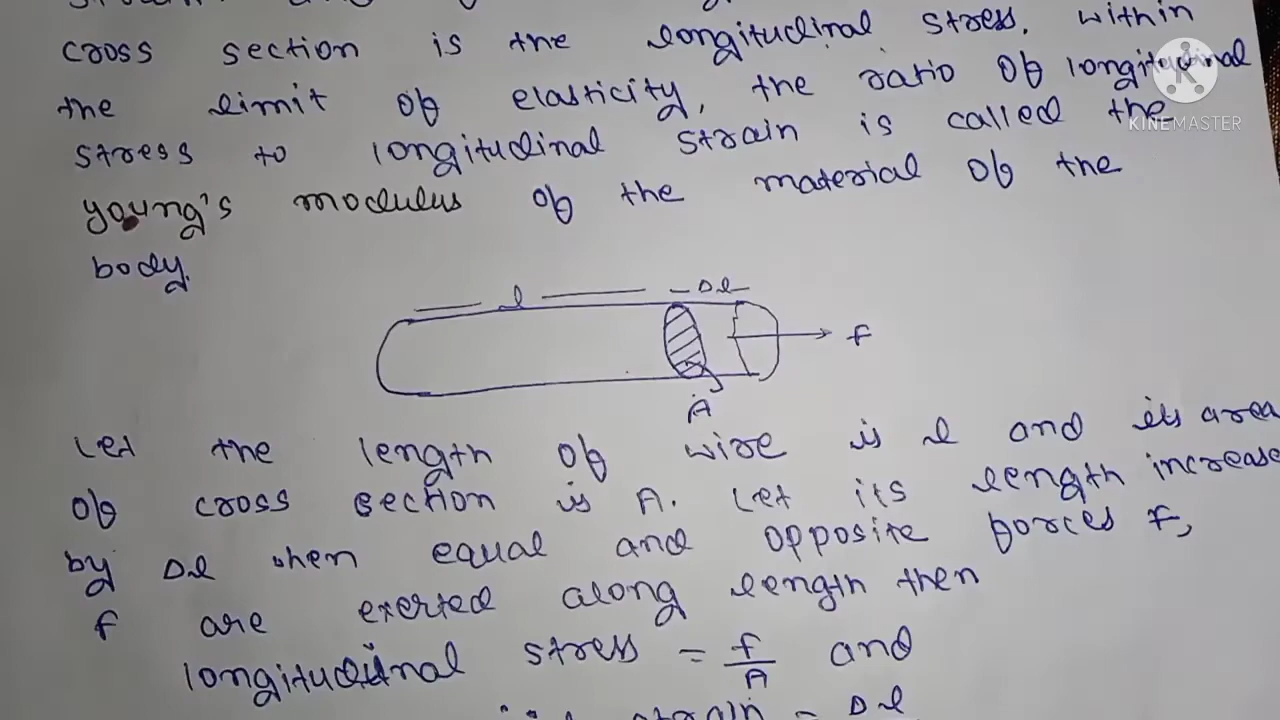 cross section is the longitudinal stress. within
the limit of elasticity, the ratio of longitudinal
stress to longitudinal strain is called the
young's modulus of the material of the
body.
l Δl
F
A
Let the length of wire is l and its area
of cross section is A. Let its length increase
by Δl when equal and opposite forces F,
F are exerted along length then
longitudinal stress = F/A and
strain = Δl
K
KINEMASTER